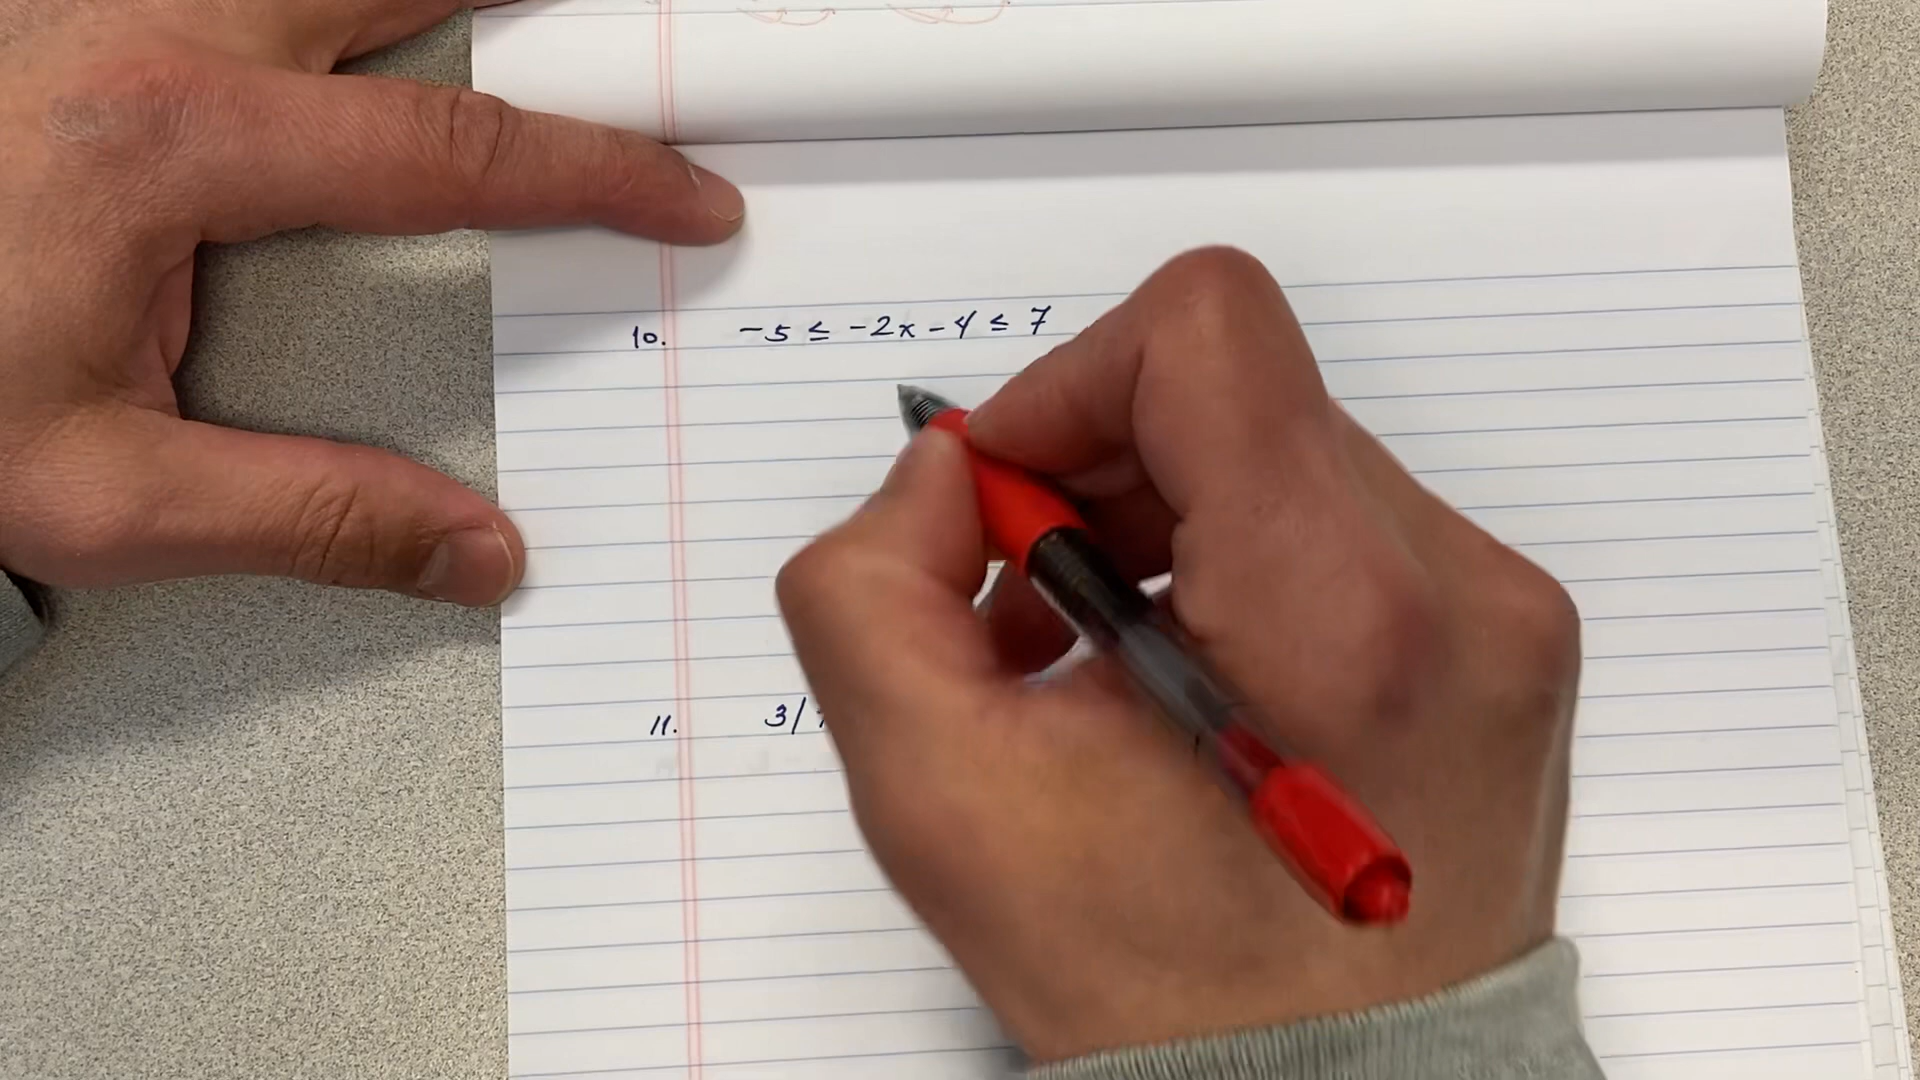 10. -5 ≤ -2x - 4 ≤ 7
11. 3|